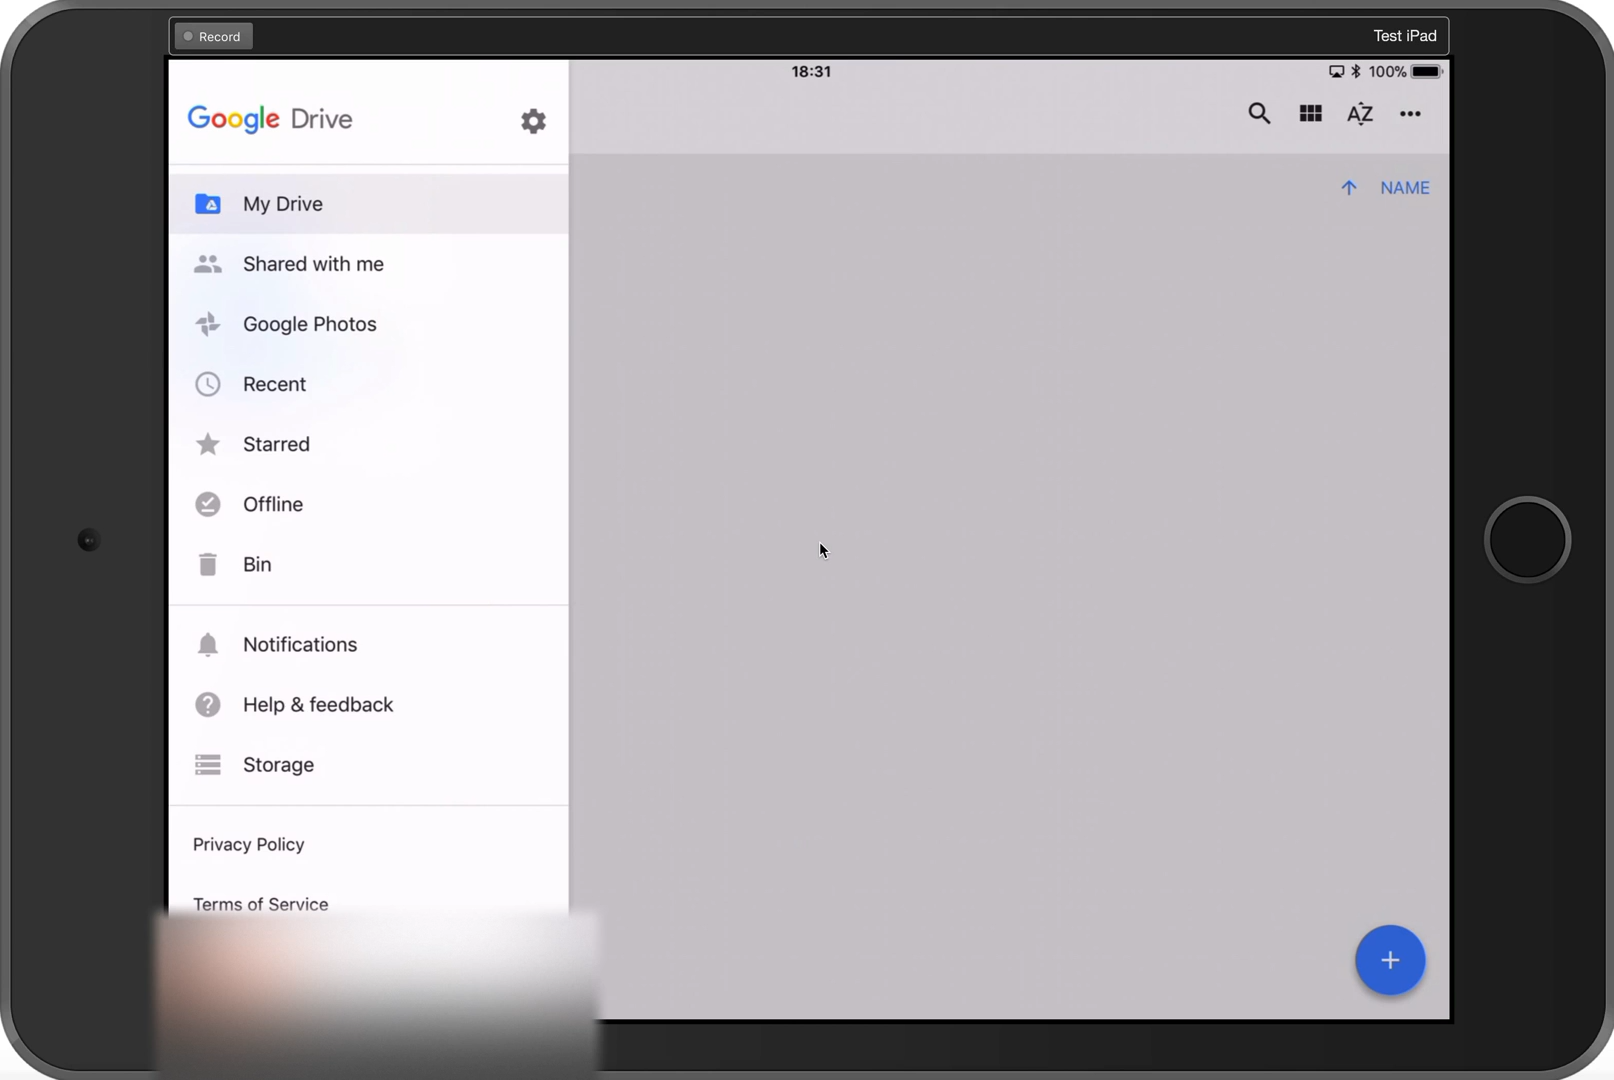 Record
Test iPad
18:31
100%
Google Drive
NAME
My Drive
Shared with me
Google Photos
Recent
Starred
Offline
Bin
Notifications
Help & feedback
Storage
Privacy Policy
Terms of Service